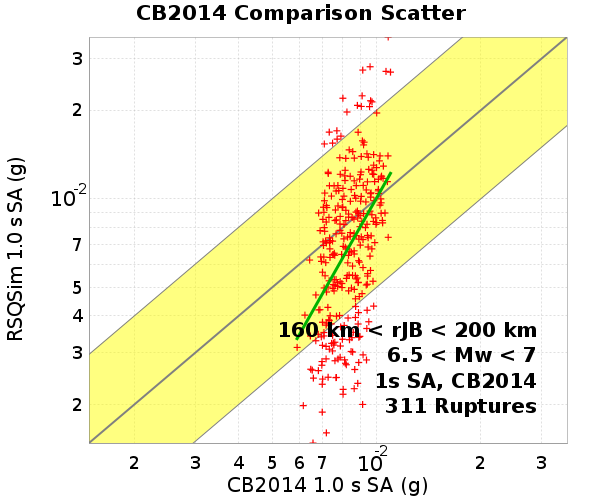 CB2014 Comparison Scatter
RSQSim 1.0 s SA (g)
3
2
10-2
7
5
4
3
2
160 km < rJB < 200 km
6.5 < Mw < 7
1s SA, CB2014
311 Ruptures
2 3 4 5 6 7 10-2 2 3
CB2014 1.0 s SA (g)